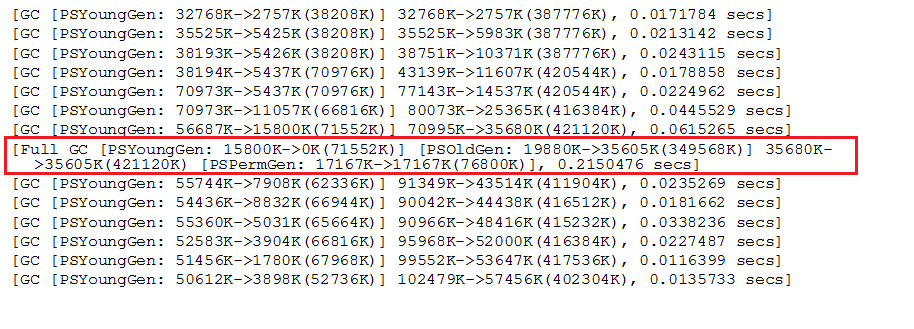 [GC [PSYoungGen: 32768K->2757K(38208K)] 32768K->2757K(387776K), 0.0171784 secs]
[GC [PSYoungGen: 35525K->5425K(38208K)] 35525K->5983K(387776K), 0.0213142 secs]
[GC [PSYoungGen: 38193K->5426K(38208K)] 38751K->10371K(387776K), 0.0243115 secs]
[GC [PSYoungGen: 38194K->5437K(70976K)] 43139K->11607K(420544K), 0.0178858 secs]
[GC [PSYoungGen: 70973K->5437K(70976K)] 77143K->14537K(420544K), 0.0224962 secs]
[GC [PSYoungGen: 70973K->11057K(66816K)] 80073K->25365K(416384K), 0.0445529 secs]
[GC [PSYoungGen: 56687K->15800K(71552K)] 70995K->35680K(421120K), 0.0615265 secs]
[Full GC [PSYoungGen: 15800K->0K(71552K)] [PSOldGen: 19880K->35605K(349568K)] 35680K-
>35605K(421120K) [PSPermGen: 17167K->17167K(76800K)], 0.2150476 secs]
[GC [PSYoungGen: 55744K->7908K(62336K)] 91349K->43514K(411904K), 0.0235269 secs]
[GC [PSYoungGen: 54436K->8832K(66944K)] 90042K->44438K(416512K), 0.0181662 secs]
[GC [PSYoungGen: 55360K->5031K(65664K)] 90966K->48416K(415232K), 0.0338236 secs]
[GC [PSYoungGen: 52583K->3904K(66816K)] 95968K->52000K(416384K), 0.0227487 secs]
[GC [PSYoungGen: 51456K->1780K(67968K)] 99552K->53647K(417536K), 0.0116399 secs]
[GC [PSYoungGen: 50612K->3898K(52736K)] 102479K->57456K(402304K), 0.0135733 secs]